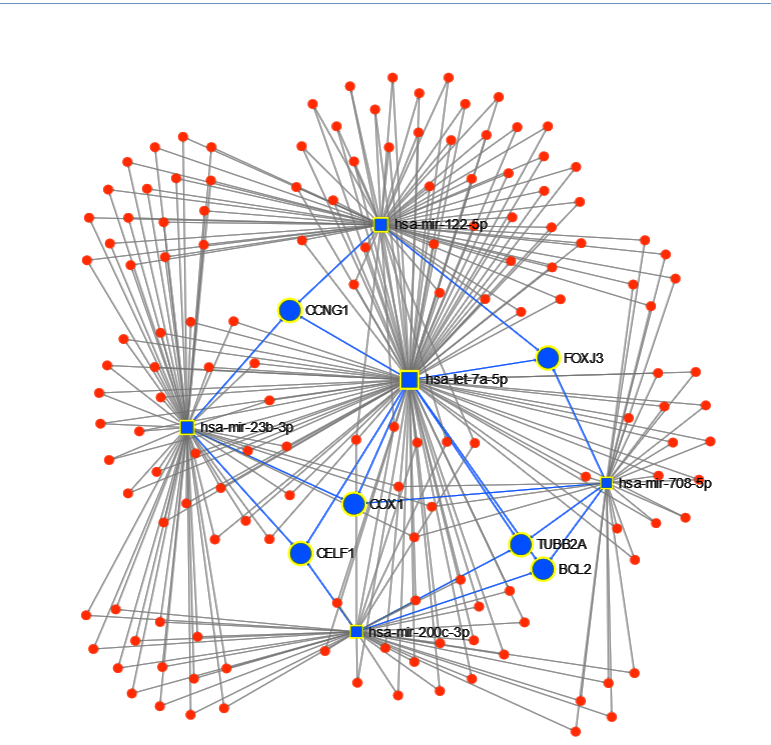 hsa-mir-122-5p
CCNG1
FOXJ3
hsa-let-7a-5p
hsa-mir-23b-3p
hsa-mir-708-5p
COX1
TUBB2A
CELF1
BCL2
hsa-mir-200c-3p